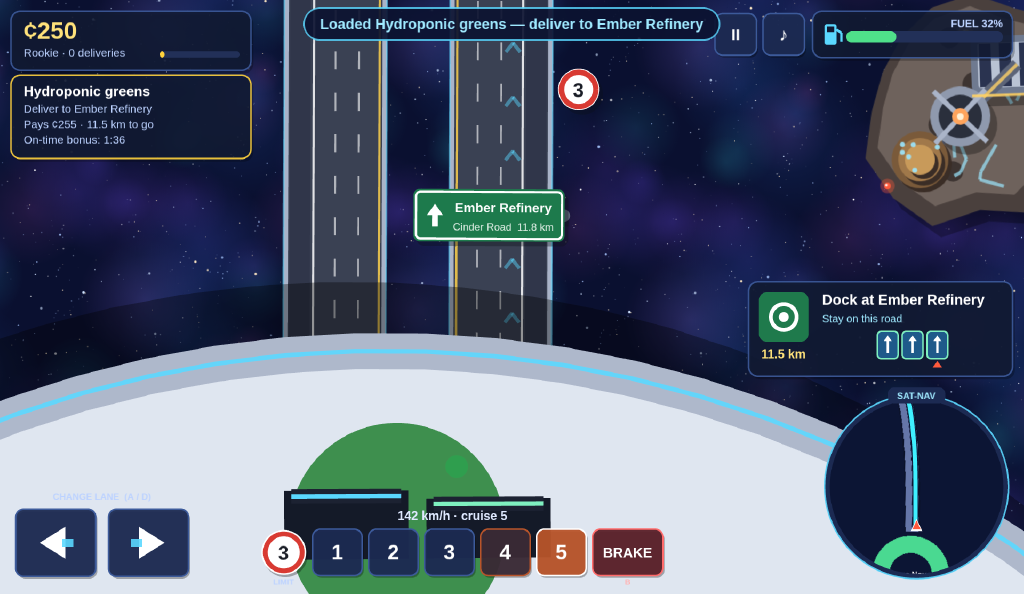 ¢250
Rookie · 0 deliveries
Hydroponic greens
Deliver to Ember Refinery
Pays ¢255 · 11.5 km to go
On-time bonus: 1:36
Loaded Hydroponic greens — deliver to Ember Refinery
FUEL 32%
3
Ember Refinery
Cinder Road 11.8 km
Dock at Ember Refinery
Stay on this road
11.5 km
SAT-NAV
CHANGE LANE (A / D)
142 km/h · cruise 5
3 1 2 3 4 5 BRAKE
LIMIT